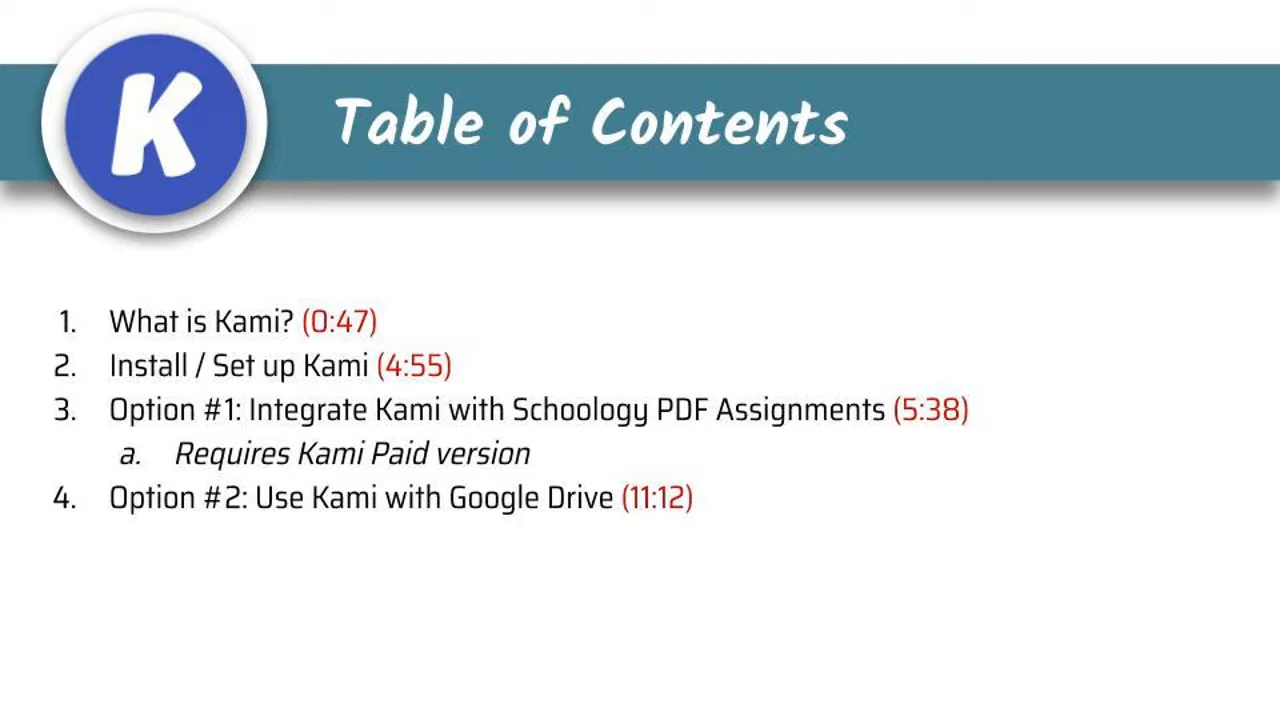 K
Table of Contents
1. What is Kami? (0:47)
2. Install / Set up Kami (4:55)
3. Option #1: Integrate Kami with Schoology PDF Assignments (5:38)
a. Requires Kami Paid version
4. Option #2: Use Kami with Google Drive (11:12)